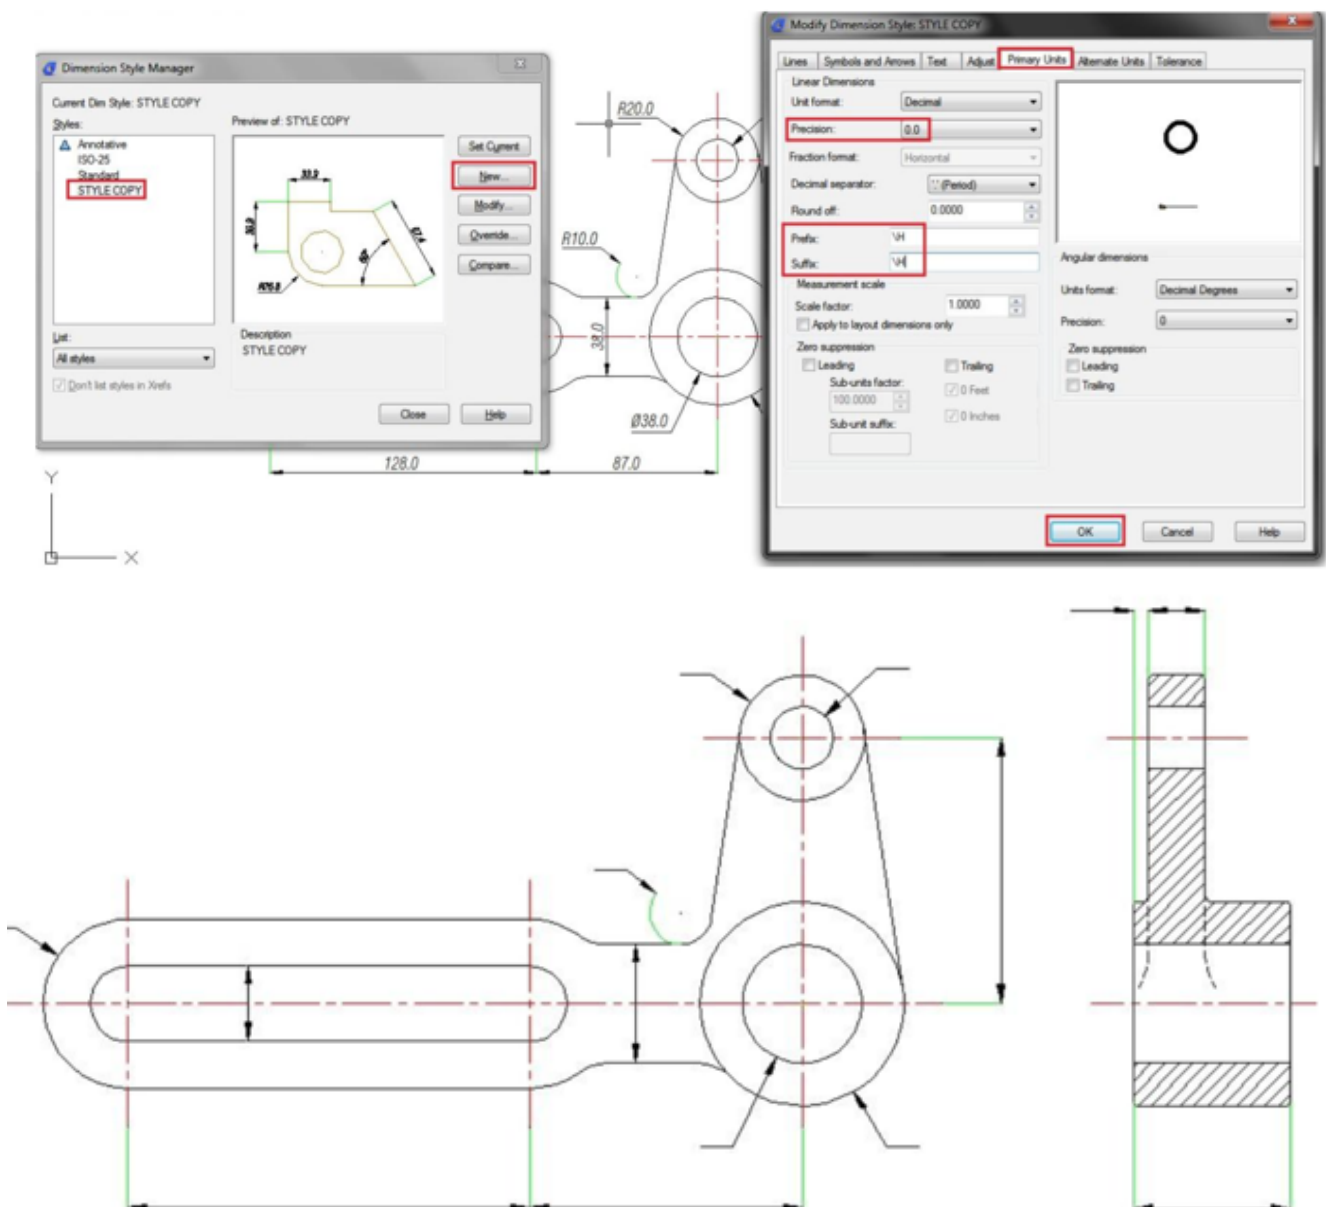 Dimension Style Manager
Current Dim Style: STYLE COPY
Styles:
Annotative
ISO-25
Standard
STYLE COPY
Preview of: STYLE COPY
Set Current
New...
Modify...
Override...
Compare...
List:
All styles
Don't list styles in Xrefs
Description
STYLE COPY
Close
Help
R20.0
R10.0
38.0
Ø38.0
128.0
87.0
Y
X
Modify Dimension Style: STYLE COPY
Lines
Symbols and Arrows
Text
Adjust
Primary Units
Alternate Units
Tolerance
Linear Dimensions
Unit format:
Decimal
Precision:
0.0
Fraction format:
Horizontal
Decimal separator:
'.' (Period)
Round off:
0.0000
Prefix:
\H
Suffix:
\H
Measurement scale
Scale factor:
1.0000
Apply to layout dimensions only
Zero suppression
Leading
Trailing
Sub-units factor:
100.0000
0 Feet
0 Inches
Sub-unit suffix:
Angular dimensions
Units format:
Decimal Degrees
Precision:
0
Zero suppression
Leading
Trailing
OK
Cancel
Help